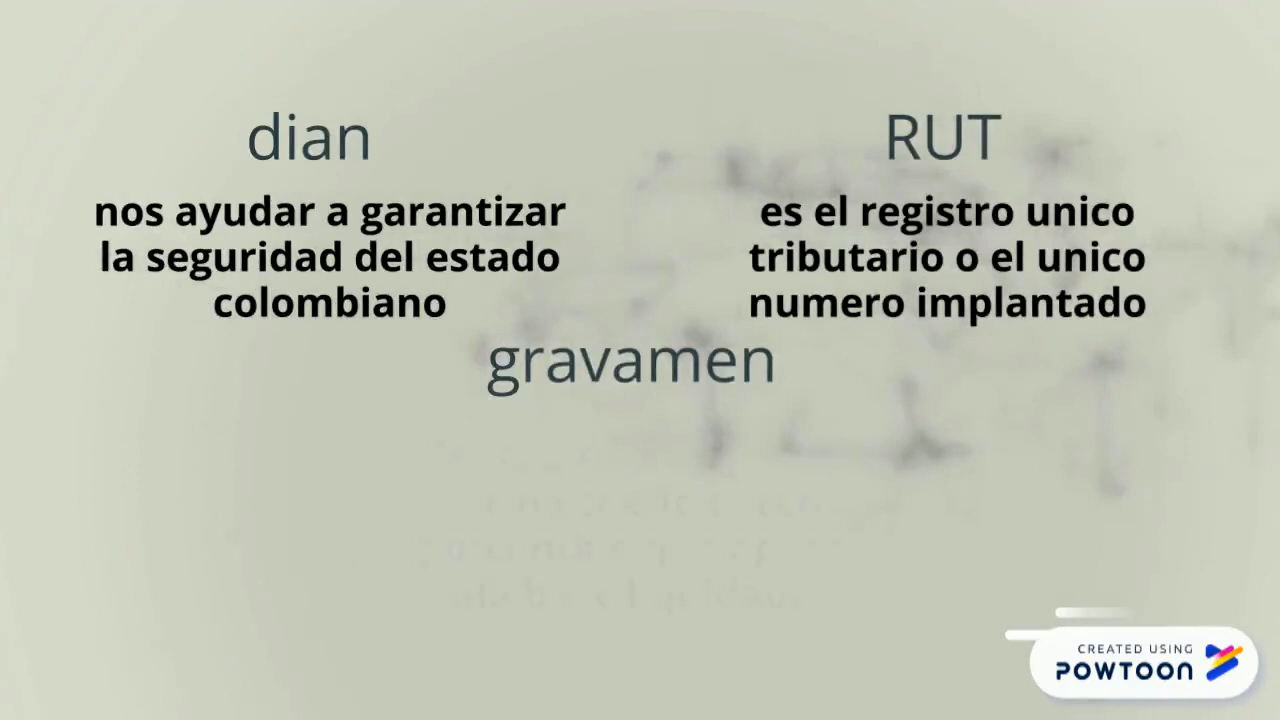 dian
nos ayudar a garantizar
la seguridad del estado
colombiano
RUT
es el registro unico
tributario o el unico
numero implantado
gravamen
CREATED USING
POWTOON